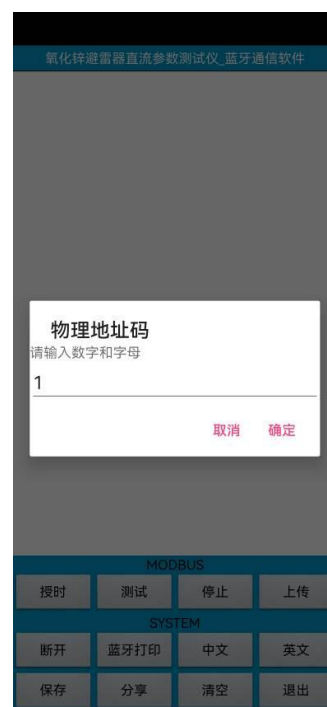 氧化锌避雷器直流参数测试仪_蓝牙通信软件
物理地址码
请输入数字和字母
1
取消 确定
MODBUS
授时 测试 停止 上传
SYSTEM
断开 蓝牙打印 中文 英文
保存 分享 清空 退出